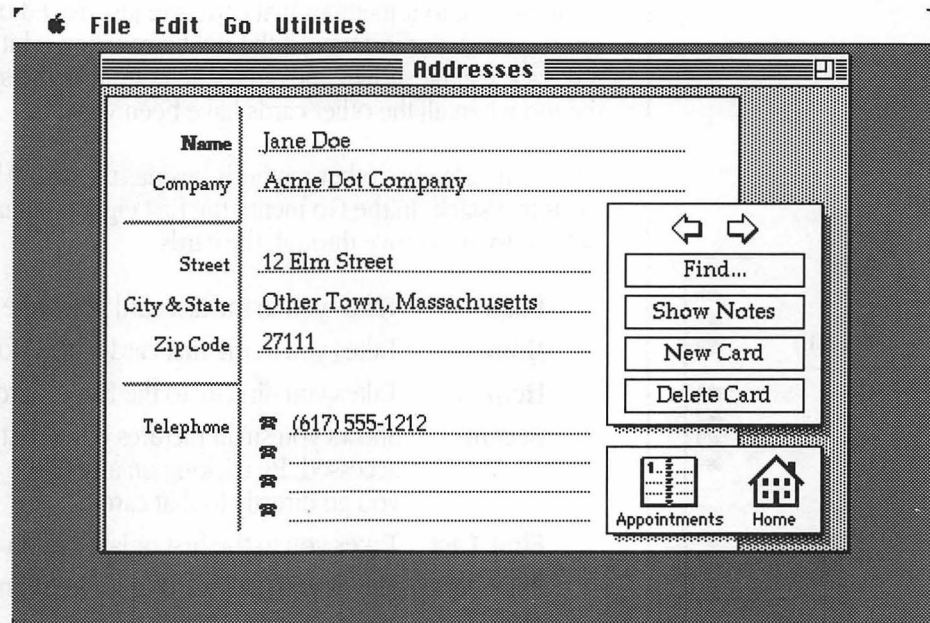 File Edit Go Utilities
Addresses
Name Jane Doe
Company Acme Dot Company
Street 12 Elm Street
City & State Other Town, Massachusetts
Zip Code 27111
Telephone (617) 555-1212
Find...
Show Notes
New Card
Delete Card
1
Appointments
Home